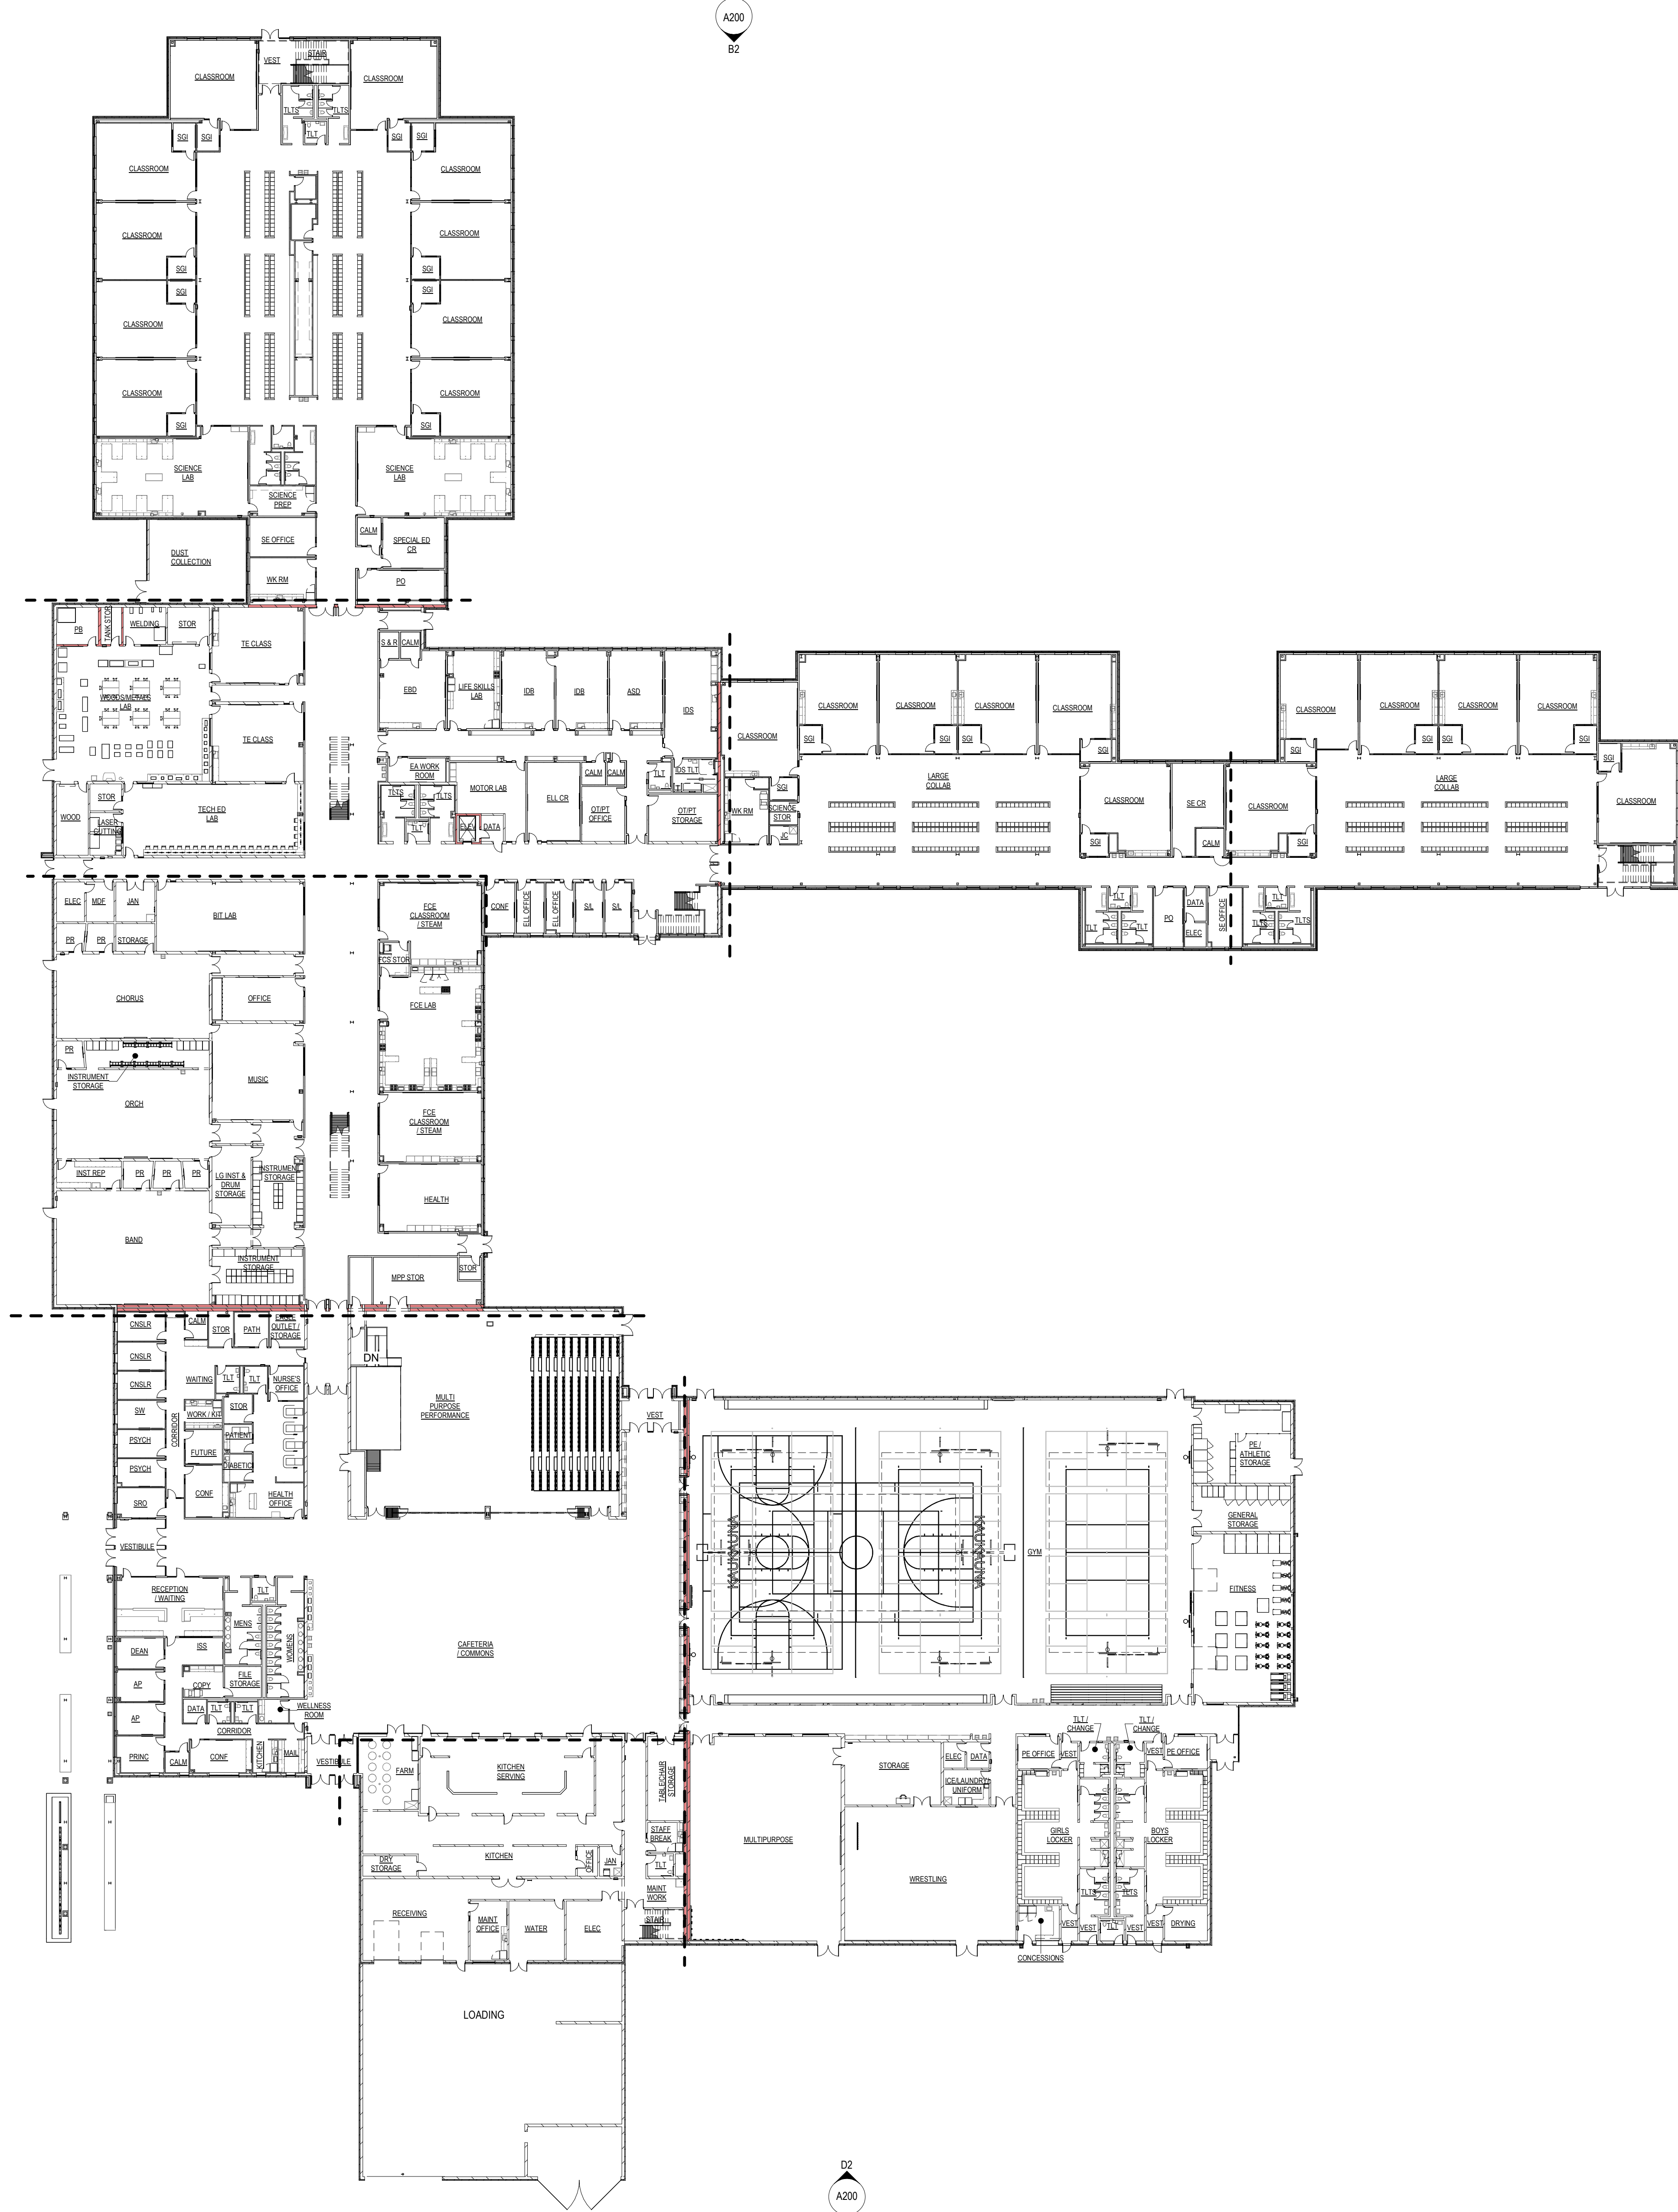 A200
B2
STAIR
VEST
CLASSROOM
CLASSROOM
TLTS
TLTS
TLT
SGI
SGI
SGI
SGI
CLASSROOM
CLASSROOM
CLASSROOM
CLASSROOM
SGI
SGI
SGI
SGI
CLASSROOM
CLASSROOM
CLASSROOM
CLASSROOM
SGI
SGI
SCIENCE
LAB
SCIENCE
LAB
SCIENCE
PREP
CALM
SE OFFICE
SPECIAL ED
CR
DUST
COLLECTION
WK RM
PO
PB
TANK STOR
WELDING
STOR
TE CLASS
S & R
CALM
EBD
LIFE SKILLS
LAB
IDB
IDB
ASD
IDS
WOODS/METALS
LAB
TE CLASS
CLASSROOM
CLASSROOM
CLASSROOM
CLASSROOM
CLASSROOM
SGI
SGI
SGI
SGI
CLASSROOM
CLASSROOM
CLASSROOM
CLASSROOM
SGI
SGI
SGI
SGI
SGI
CLASSROOM
EA WORK
ROOM
MOTOR LAB
ELL CR
CALM
CALM
TLT
IDS TLT
TLTS
TLTS
TLT
ELEV
DATA
OT/PT
OFFICE
OT/PT
STORAGE
WK RM
SGI
SCIENCE
STOR
JC
LARGE
COLLAB
LARGE
COLLAB
CLASSROOM
SE CR
CLASSROOM
SGI
CALM
SGI
WOOD
STOR
LASER
CUTTING
TECH ED
LAB
ELEC
MDF
JAN
BIT LAB
PR
PR
STORAGE
FCE
CLASSROOM
/ STEAM
CONF
ELL OFFICE
ELL OFFICE
S/L
S/L
TLT
TLT
TLT
PO
DATA
ELEC
SE OFFICE
TLT
TLTS
TLTS
FCS STOR
FCE LAB
CHORUS
OFFICE
PR
INSTRUMENT
STORAGE
MUSIC
ORCH
FCE
CLASSROOM
/ STEAM
INST REP
PR
PR
PR
LG INST &
DRUM
STORAGE
INSTRUMENT
STORAGE
HEALTH
BAND
INSTRUMENT
STORAGE
MPP STOR
STOR
CNSLR
CALM
STOR
PATH
OUTLET /
STORAGE
CNSLR
DN
CNSLR
WAITING
TLT
TLT
NURSE'S
OFFICE
MULTI
PURPOSE
PERFORMANCE
SW
WORK / KIT
STOR
CORRIDOR
PSYCH
FUTURE
PATIENT
PSYCH
DIABETIC
SRO
CONF
HEALTH
OFFICE
VEST
PE /
ATHLETIC
STORAGE
GENERAL
STORAGE
VESTIBULE
KAUKAUNA
KAUKAUNA
GYM
FITNESS
RECEPTION
/ WAITING
TLT
MENS
WOMENS
DEAN
ISS
CAFETERIA
/ COMMONS
AP
COPY
FILE
STORAGE
AP
DATA
TLT
TLT
WELLNESS
ROOM
CORRIDOR
PRINC
CALM
CONF
KITCHEN
MAIL
VESTIBULE
FARM
KITCHEN
SERVING
TABLE/CHAIR
STORAGE
STORAGE
ELEC
DATA
ICE/LAUNDRY/
UNIFORM
TLT /
CHANGE
TLT /
CHANGE
PE OFFICE
VEST
VEST
PE OFFICE
STAFF
BREAK
MULTIPURPOSE
GIRLS
LOCKER
BOYS
LOCKER
DRY
STORAGE
KITCHEN
OFFICE
JAN
TLT
WRESTLING
MAINT
WORK
TLTS
TLTS
RECEIVING
MAINT
OFFICE
WATER
ELEC
STAIR
VEST
VEST
TLT
VEST
VEST
DRYING
CONCESSIONS
LOADING
D2
A200